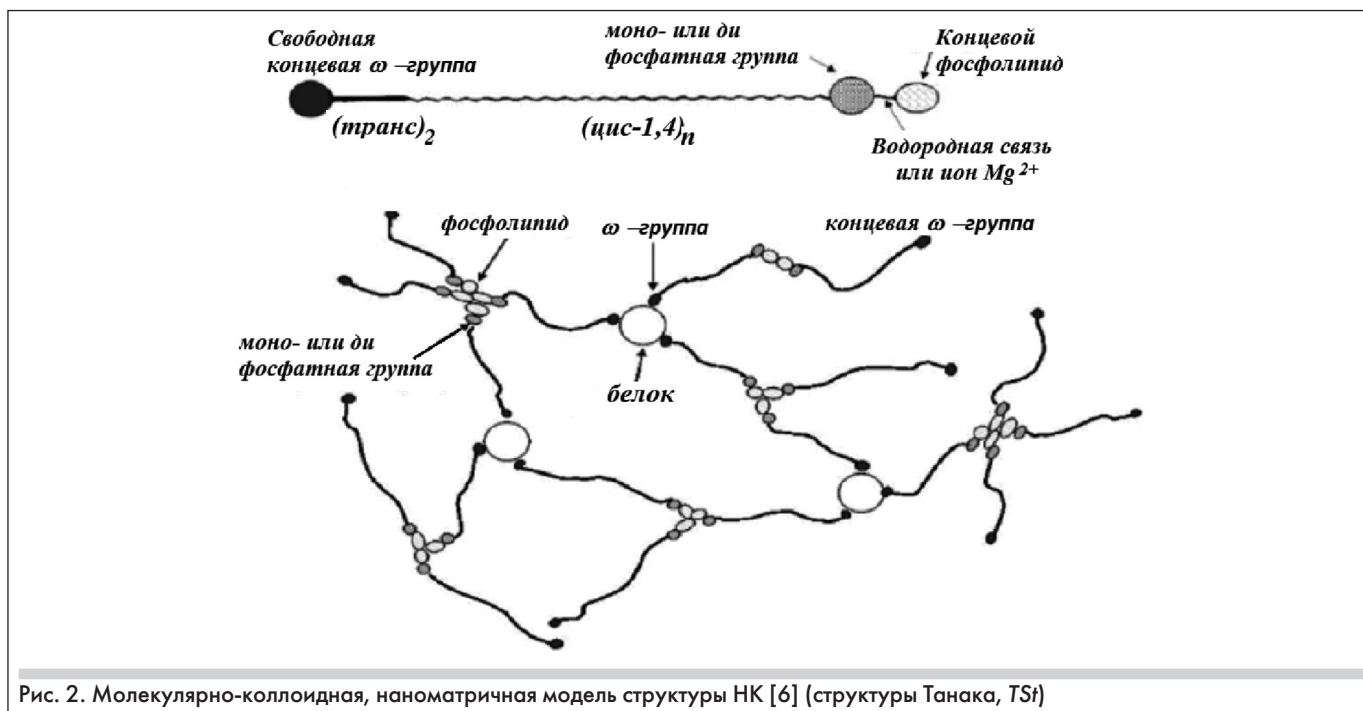 Свободная
концевая ω –группа
моно- или ди
фосфатная группа
Концевой
фосфолипид
(транс)2
(цис-1,4)n
Водородная связь
или ион Mg 2+
фосфолипид
ω –группа
концевая ω –группа
моно- или ди
фосфатная группа
белок
Рис. 2. Молекулярно-коллоидная, наноматричная модель структуры НК [6] (структуры Танака, TSt)